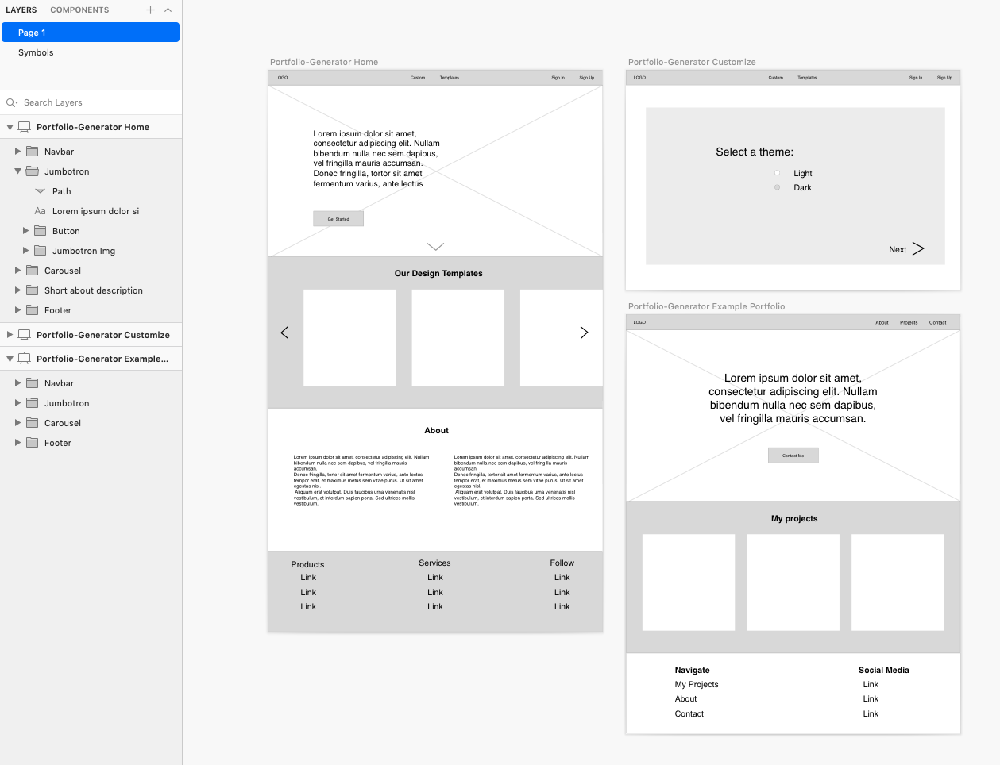 LAYERS COMPONENTS
Page 1
Symbols
Search Layers
Portfolio-Generator Home
Navbar
Jumbotron
Path
Aa Lorem ipsum dolor si
Button
Jumbotron Img
Carousel
Short about description
Footer
Portfolio-Generator Customize
Portfolio-Generator Example...
Navbar
Jumbotron
Carousel
Footer
Portfolio-Generator Home
LOGO Custom Templates Sign In Sign Up
Lorem ipsum dolor sit amet,
consectetur adipiscing elit. Nullam
bibendum nulla nec sem dapibus,
vel fringilla mauris accumsan.
Donec fringilla, tortor sit amet
fermentum varius, ante lectus
Get Started
Our Design Templates
About
Lorem ipsum dolor sit amet, consectetur adipiscing elit. Nullam
bibendum nulla nec sem dapibus, vel fringilla mauris
accumsan.
Donec fringilla, tortor sit amet fermentum varius, ante lectus
tempor erat, et maximus metus sem vitae purus. Ut sit amet
egestas nisl.
Aliquam erat volutpat. Duis faucibus urna venenatis nisl
vestibulum, et interdum sapien porta. Sed ultrices mollis
vestibulum.
Lorem ipsum dolor sit amet, consectetur adipiscing elit. Nullam
bibendum nulla nec sem dapibus, vel fringilla mauris
accumsan.
Donec fringilla, tortor sit amet fermentum varius, ante lectus
tempor erat, et maximus metus sem vitae purus. Ut sit amet
egestas nisl.
Aliquam erat volutpat. Duis faucibus urna venenatis nisl
vestibulum, et interdum sapien porta. Sed ultrices mollis
vestibulum.
Products Services Follow
Link Link Link
Link Link Link
Link Link Link
Portfolio-Generator Customize
LOGO Custom Templates Sign In Sign Up
Select a theme:
Light
Dark
Next
Portfolio-Generator Example Portfolio
LOGO About Projects Contact
Lorem ipsum dolor sit amet,
consectetur adipiscing elit. Nullam
bibendum nulla nec sem dapibus,
vel fringilla mauris accumsan.
Contact Me
My projects
Navigate Social Media
My Projects Link
About Link
Contact Link